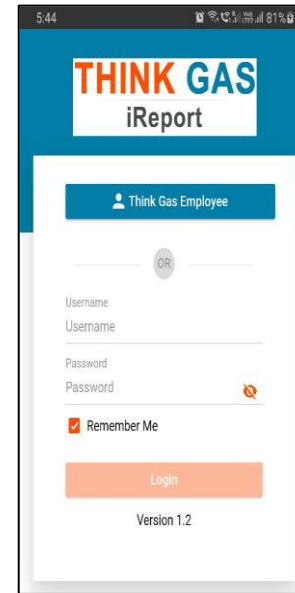 5:44
81%
THINK GAS
iReport
Think Gas Employee
OR
Username
Username
Password
Password
Remember Me
Login
Version 1.2